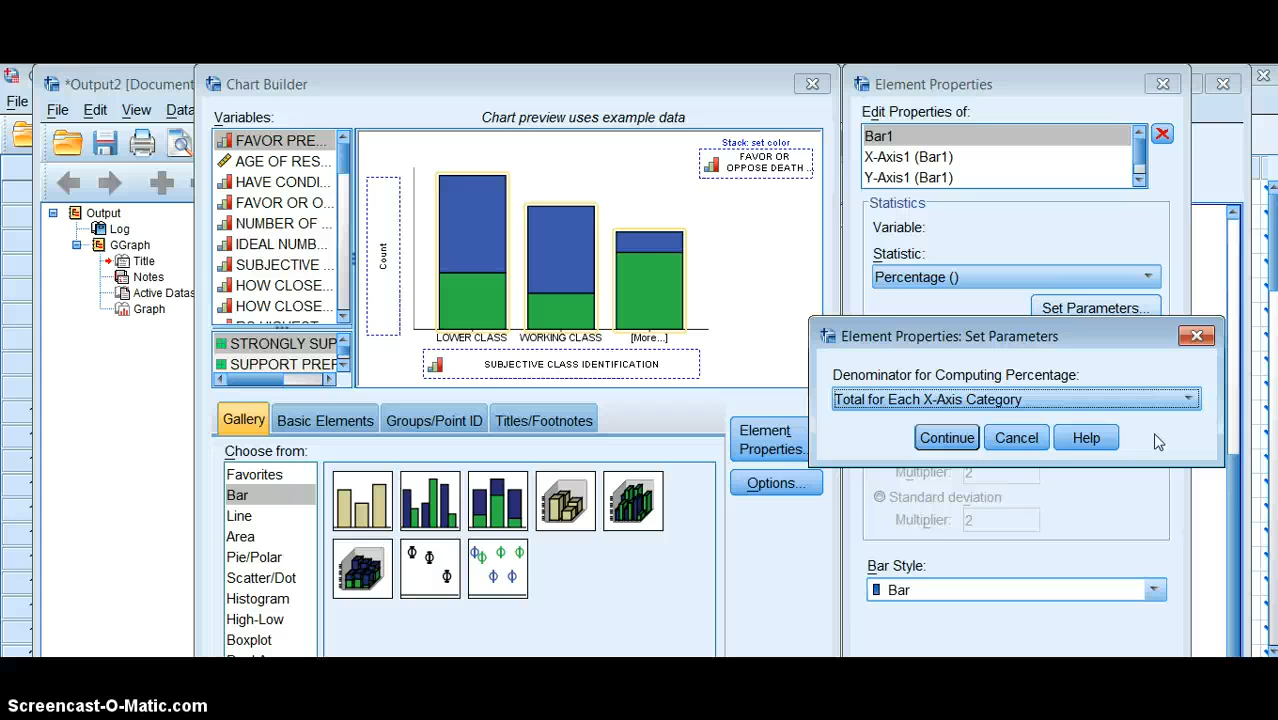 *Output2 [Document
File Edit View Data
Output
Log
GGraph
Title
Notes
Active Datas
Graph
File
Chart Builder
Variables:
FAVOR PRE...
AGE OF RES...
HAVE CONDI...
FAVOR OR O...
NUMBER OF ...
IDEAL NUMB...
SUBJECTIVE ...
HOW CLOSE...
HOW CLOSE...
STRONGLY SUP
SUPPORT PREF
Chart preview uses example data
Stack: set color
FAVOR OR
OPPOSE DEATH ...
Count
LOWER CLASS WORKING CLASS [More...]
SUBJECTIVE CLASS IDENTIFICATION
Gallery Basic Elements Groups/Point ID Titles/Footnotes
Choose from:
Favorites
Bar
Line
Area
Pie/Polar
Scatter/Dot
Histogram
High-Low
Boxplot
Element
Properties...
Options...
Element Properties
Edit Properties of:
Bar1
X-Axis1 (Bar1)
Y-Axis1 (Bar1)
Statistics
Variable:
Statistic:
Percentage ()
Set Parameters...
Element Properties: Set Parameters
Denominator for Computing Percentage:
Total for Each X-Axis Category
Continue Cancel Help
Multiplier: 2
Standard deviation
Multiplier: 2
Bar Style:
Bar
Screencast-O-Matic.com